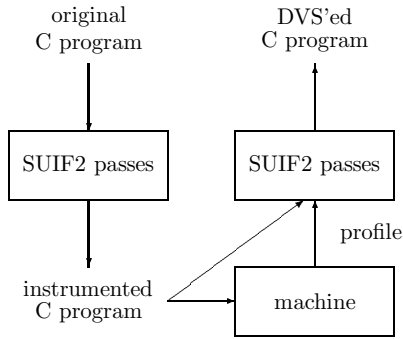 original
C program
DVS'ed
C program
SUIF2 passes
SUIF2 passes
profile
instrumented
C program
machine